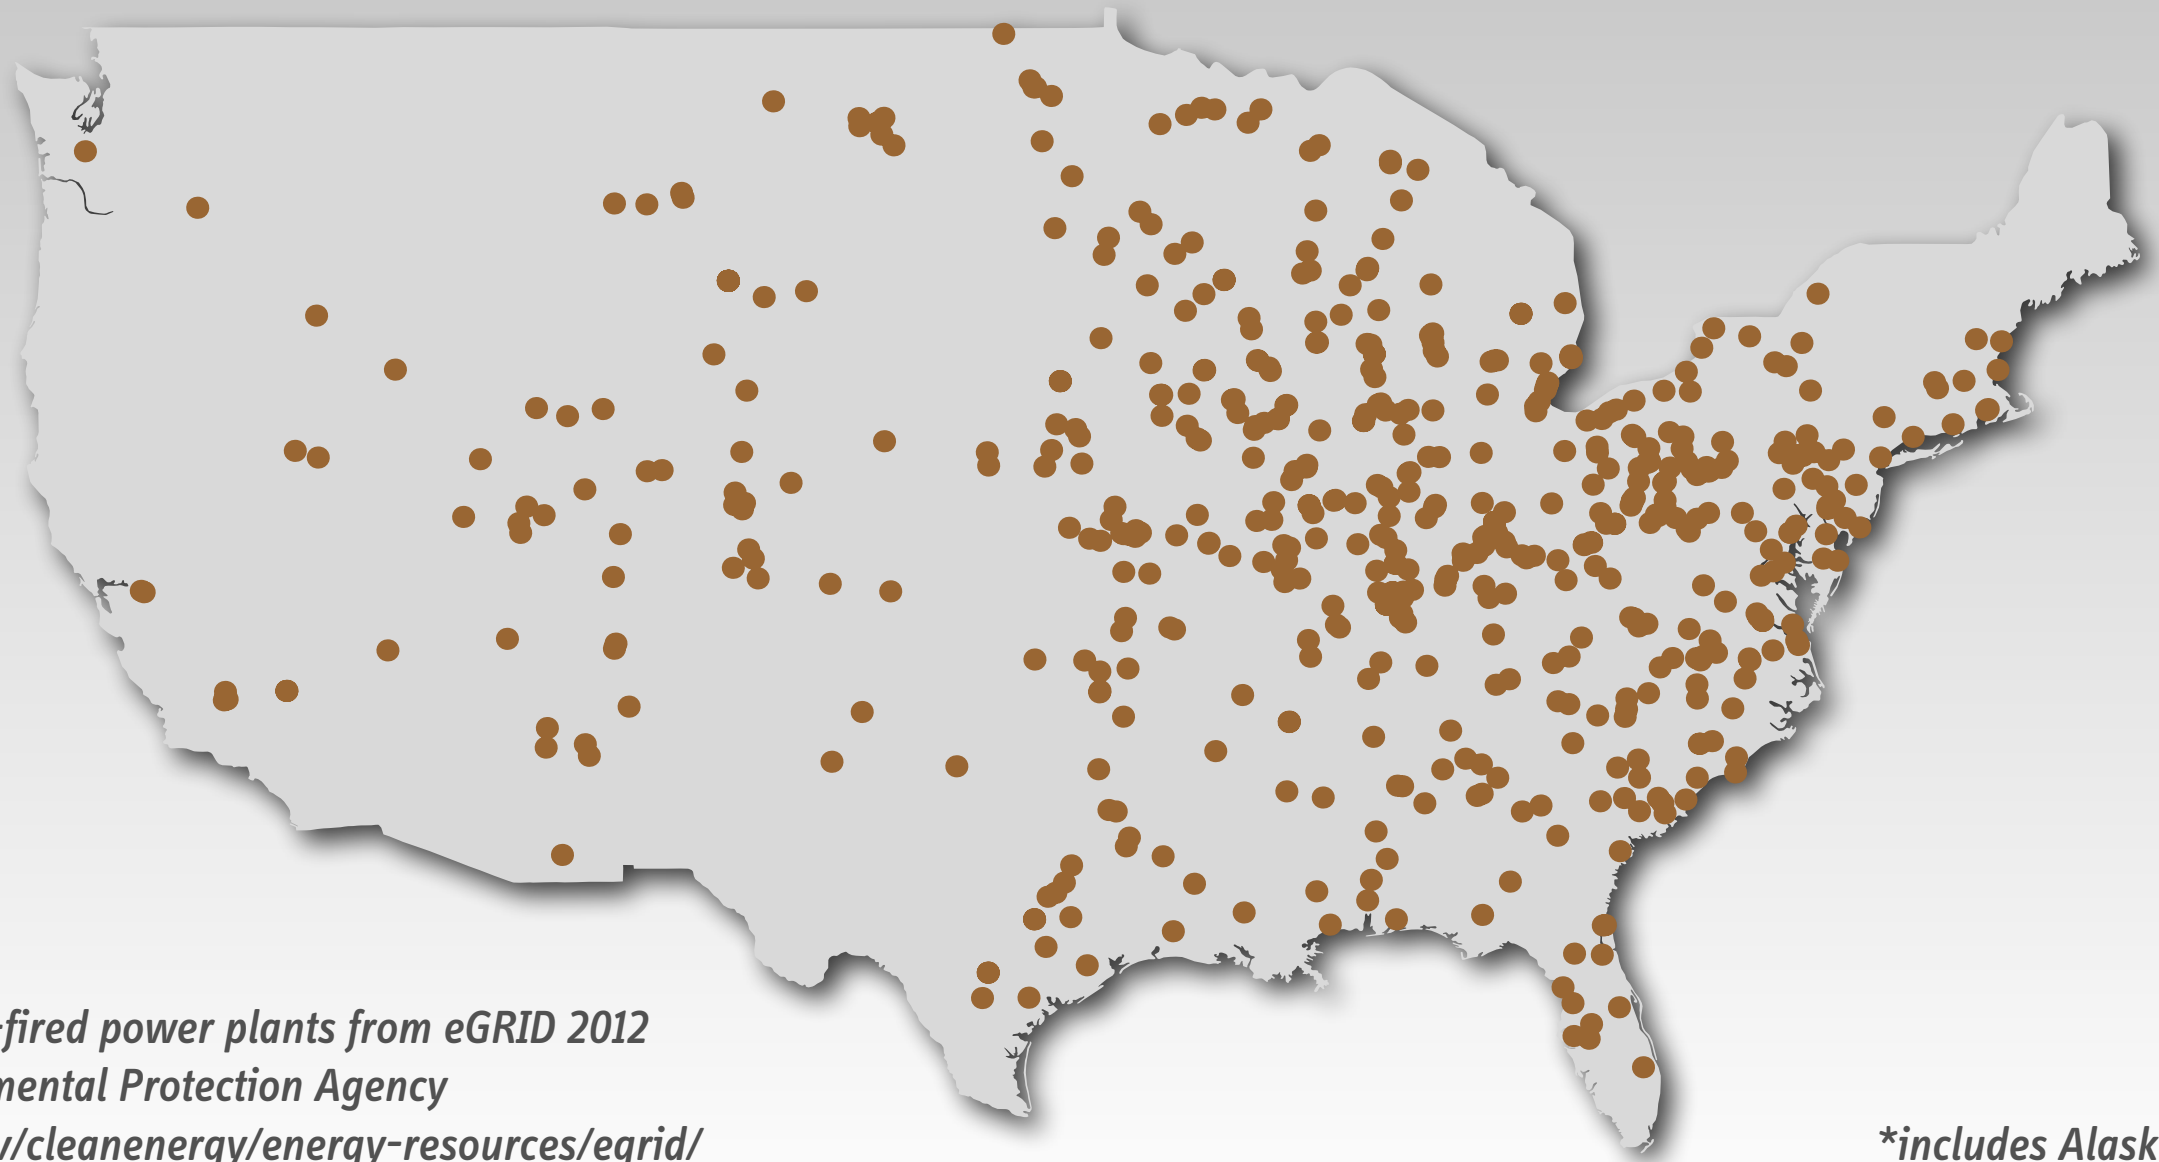 -fired power plants from eGRID 2012
mental Protection Agency
v/cleanenergy/energy-resources/egrid/
*includes Alask